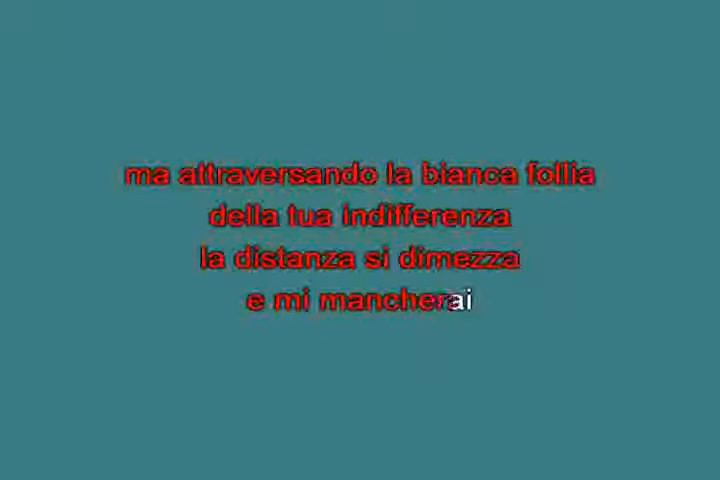 ma attraversando la bianca follia
della tua indifferenza
la distanza si dimezza
e mi mancherai